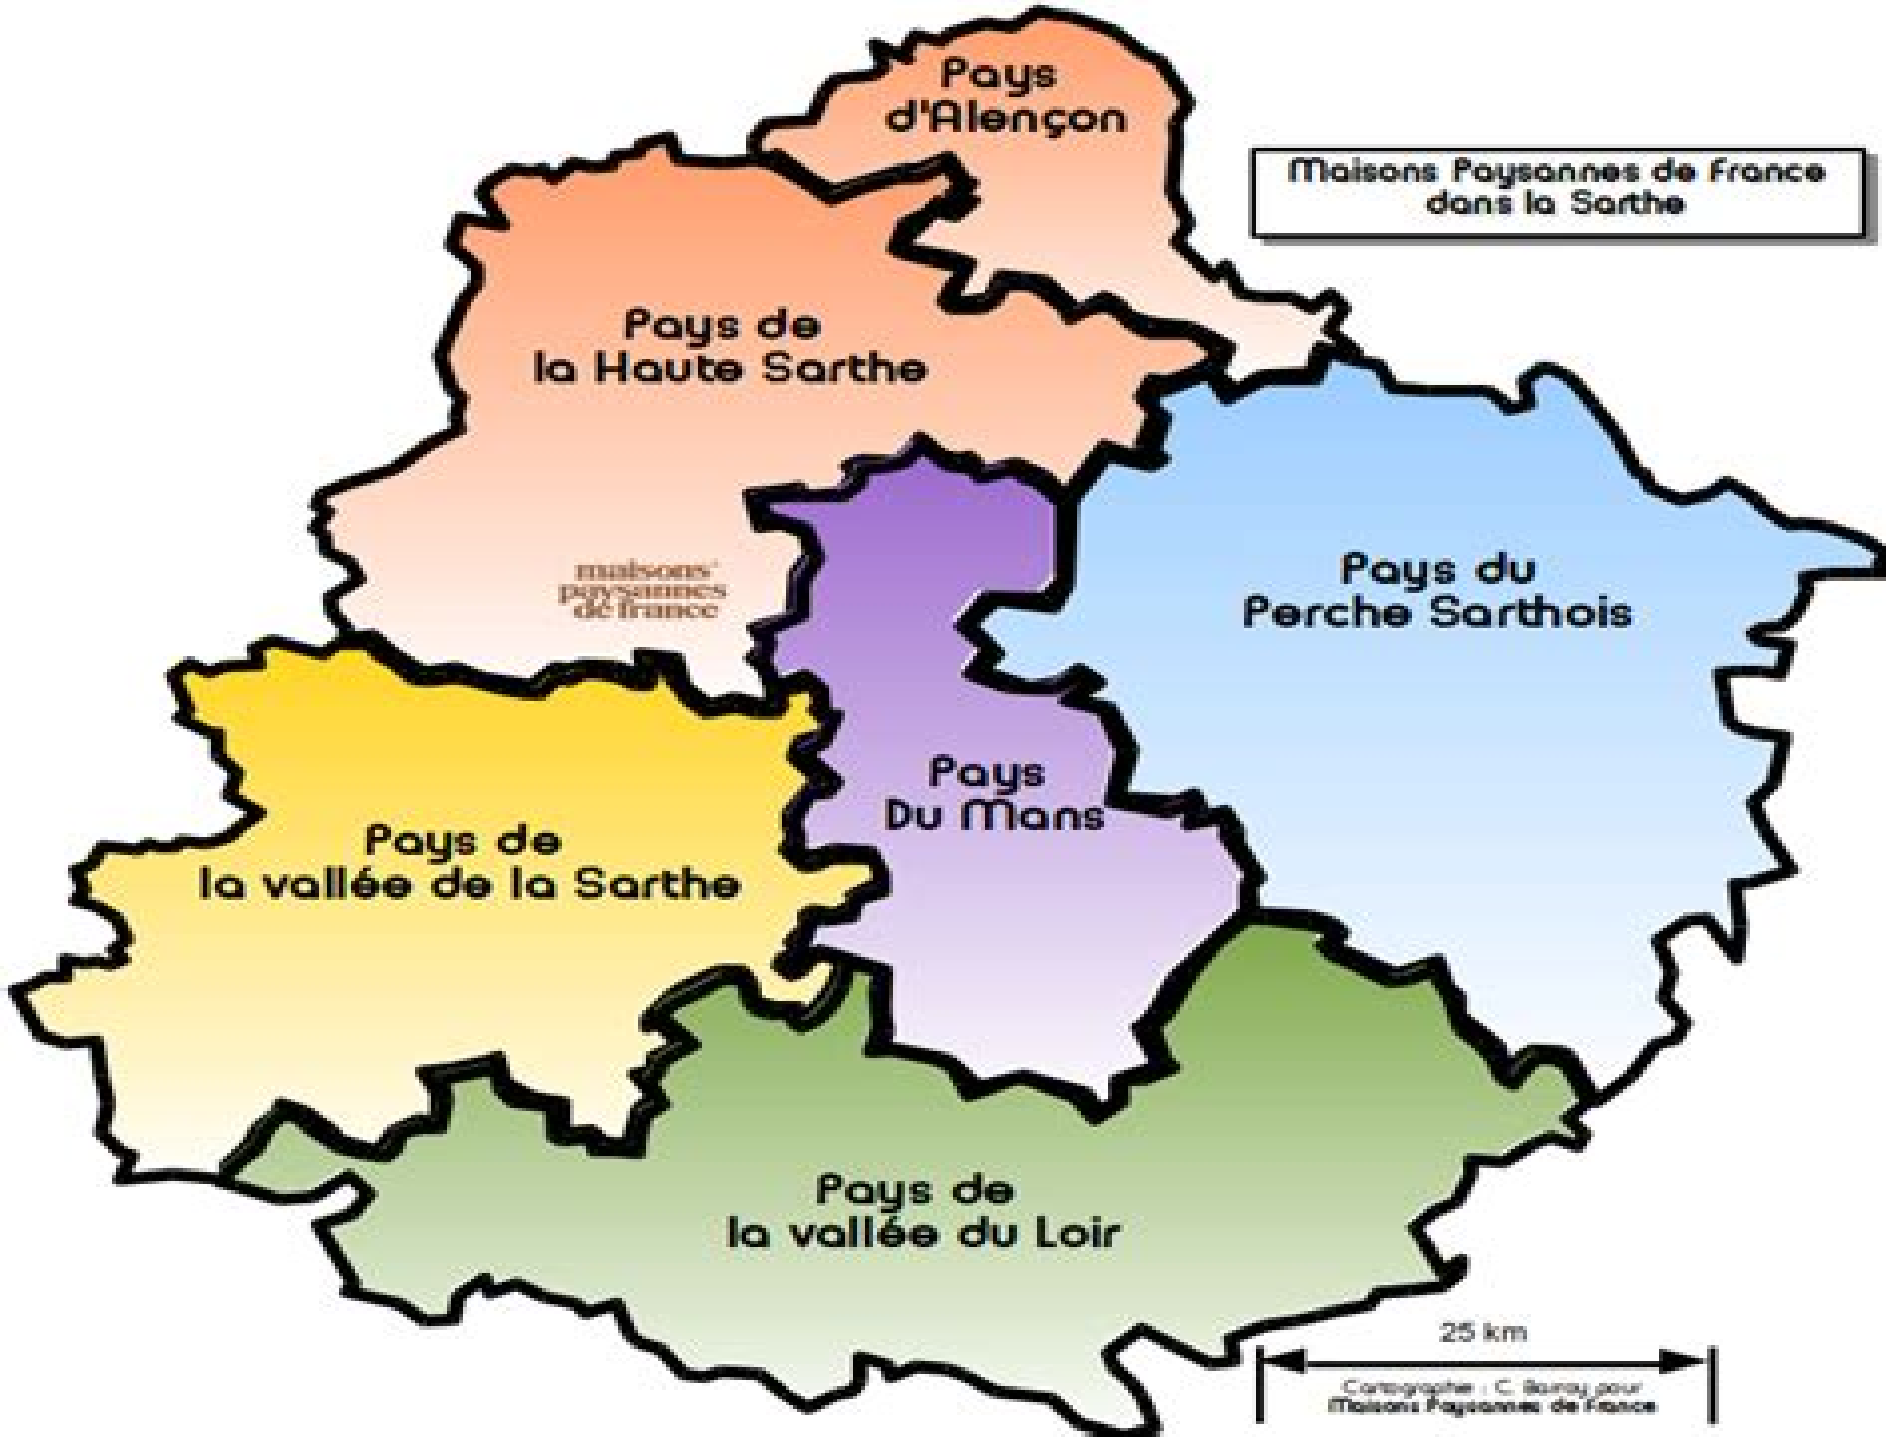 Pays
d'Alençon
Maisons Paysannes de France
dans la Sarthe
Pays de
la Haute Sarthe
maisons
paysannes
de france
Pays du
Perche Sarthois
Pays
Du Mans
Pays de
la vallée de la Sarthe
Pays de
la vallée du Loir
25 km
Cartographie : C. pour
Maisons Paysannes de France